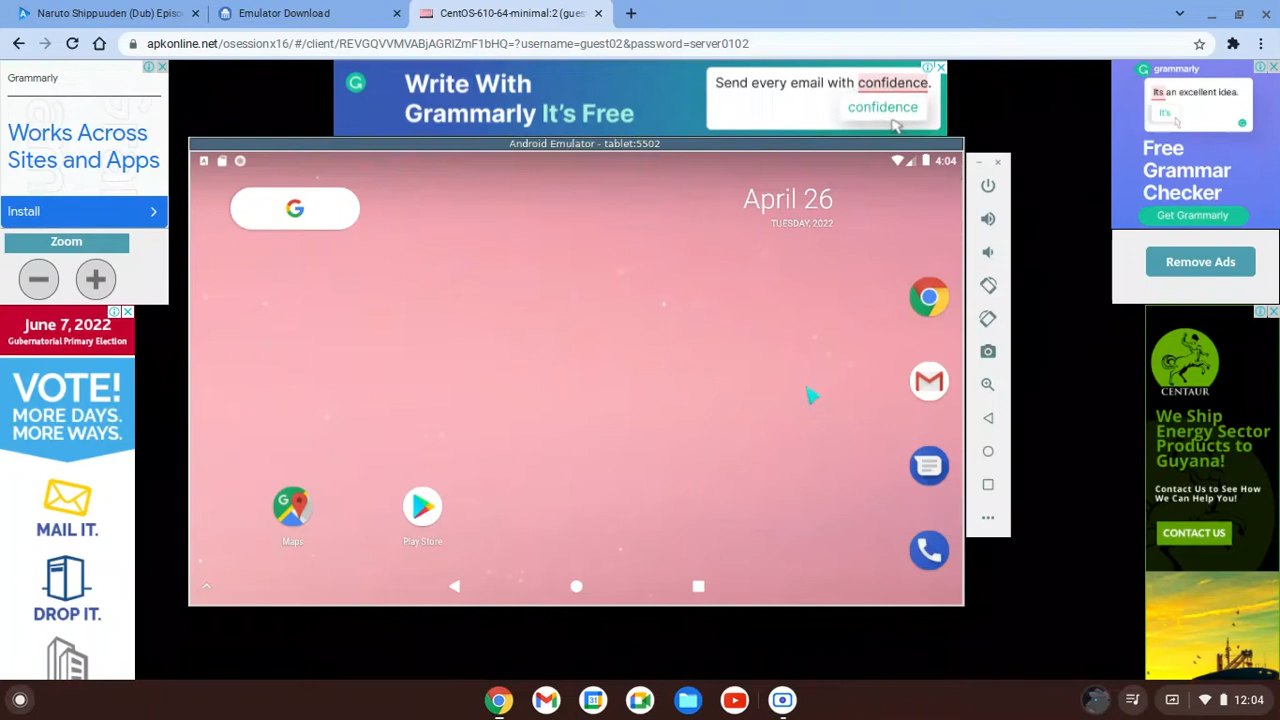 Naruto Shippuuden (Dub) Episo
Emulator Download
CentOS-610-64-minimal:2 (gues
apkonline.net/osessionx16/#/client/REVGQVVMVABjAGRIZmF1bHQ=?username=guest02&password=server0102
Grammarly
Works Across
Sites and Apps
Install
Zoom
Write With
Grammarly It's Free
Send every email with confidence.
confidence
grammarly
Its an excellent idea.
It's
Free
Grammar
Checker
Get Grammarly
Remove Ads
Android Emulator - tablet:5502
4:04
G
April 26
TUESDAY, 2022
Maps
Play Store
June 7, 2022
Gubernatorial Primary Election
VOTE!
MORE DAYS.
MORE WAYS.
MAIL IT.
DROP IT.
CENTAUR
We Ship
Energy Sector
Products to
Guyana!
Contact Us to See How
We Can Help You!
CONTACT US
31
12:04